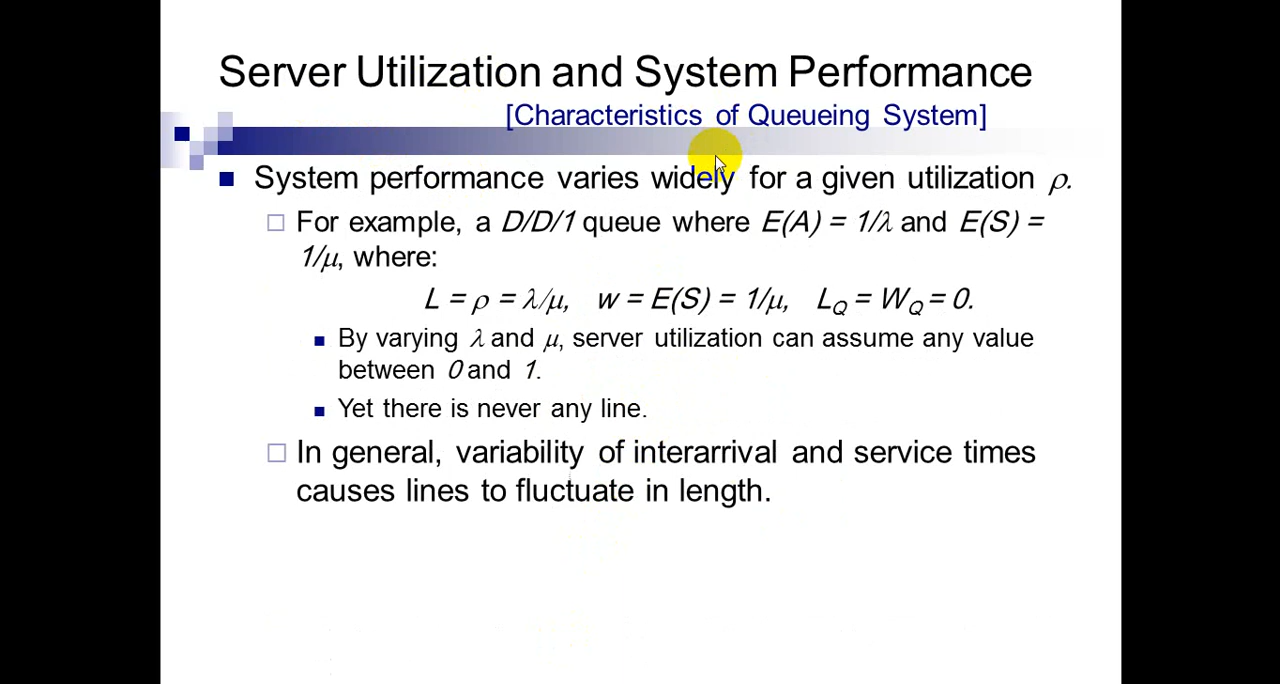 Server Utilization and System Performance
[Characteristics of Queueing System]
System performance varies widely for a given utilization ρ.
For example, a D/D/1 queue where E(A) = 1/λ and E(S) =
1/μ, where:
L = ρ = λ/μ, w = E(S) = 1/μ, L_Q = W_Q = 0.
By varying λ and μ, server utilization can assume any value
between 0 and 1.
Yet there is never any line.
In general, variability of interarrival and service times
causes lines to fluctuate in length.